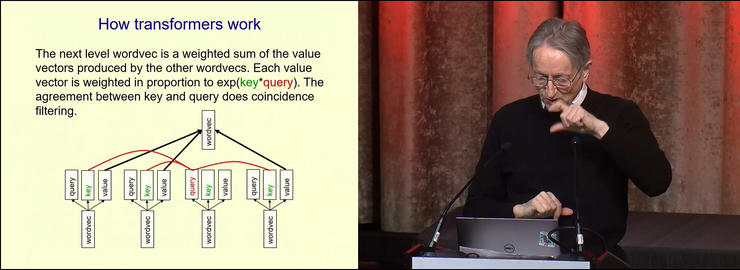 How transformers work
The next level wordvec is a weighted sum of the value
vectors produced by the other wordvecs. Each value
vector is weighted in proportion to exp(key*query). The
agreement between key and query does coincidence
filtering.
wordvec
query key value query key value query key value query key value
wordvec wordvec wordvec wordvec
DELL